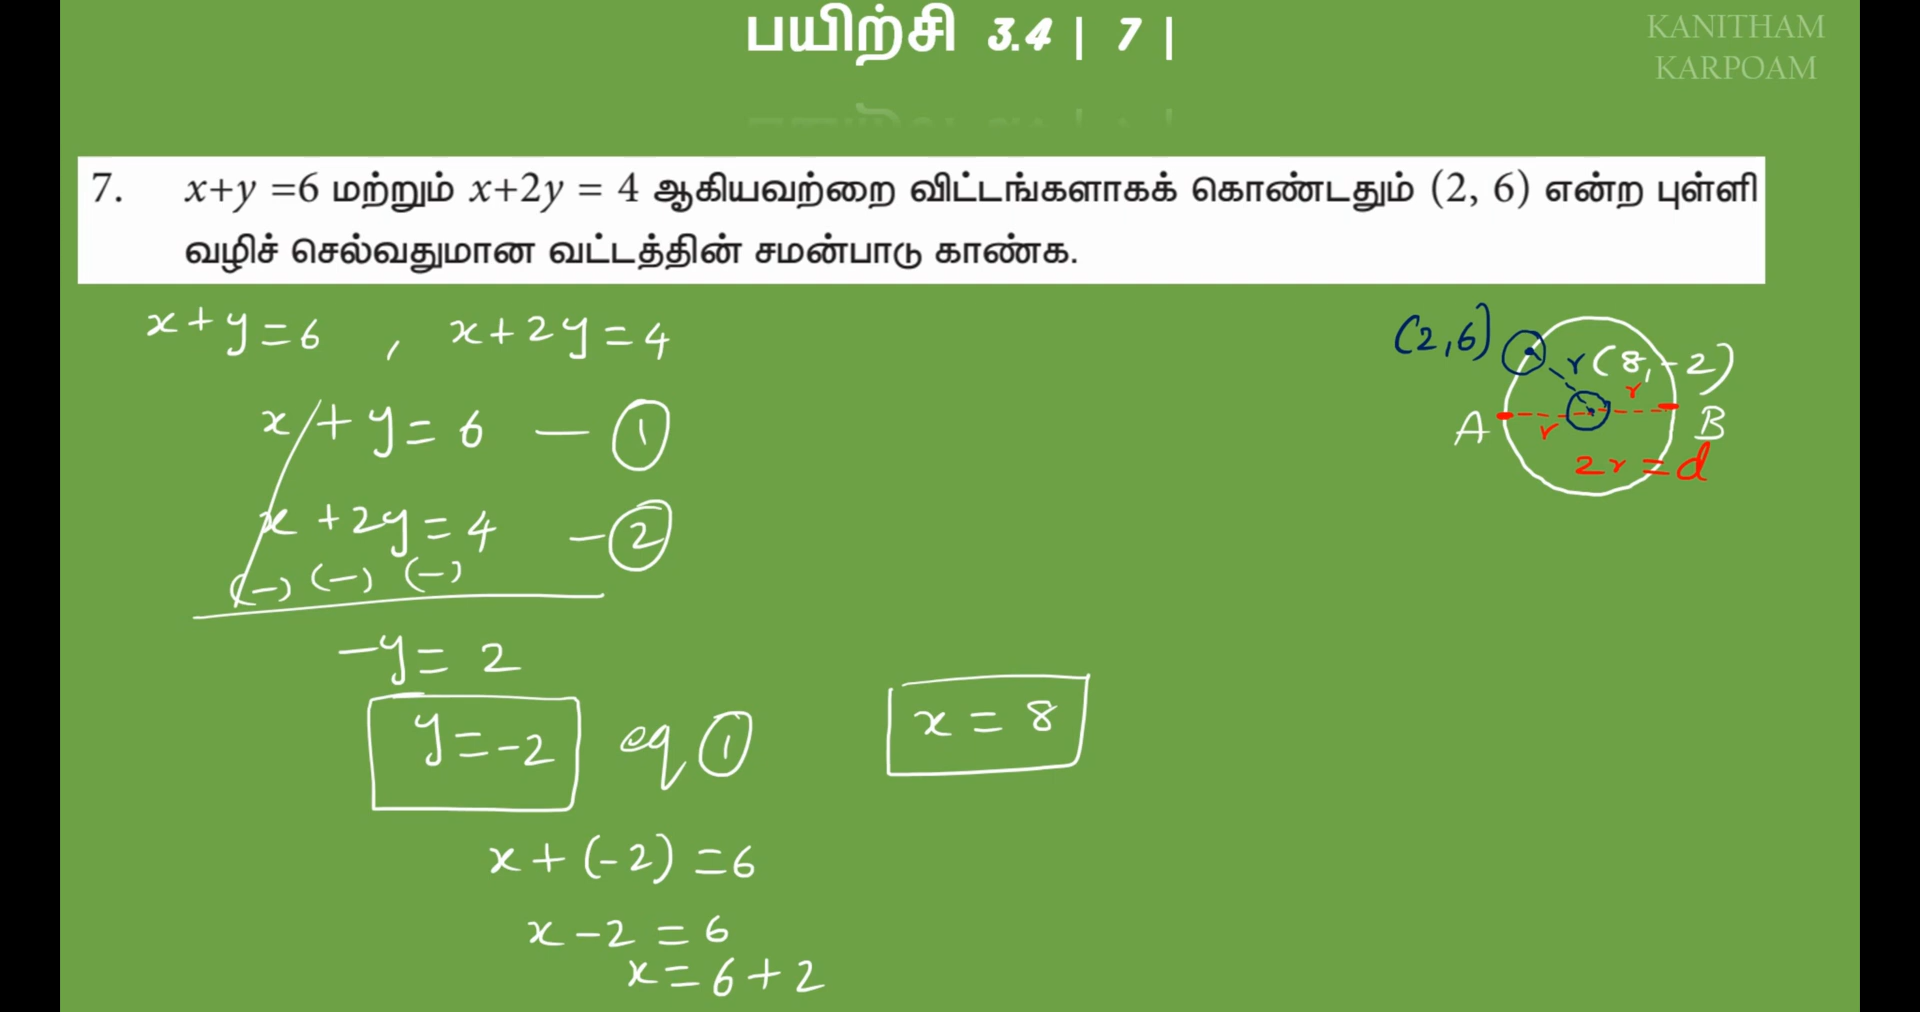 பயிற்சி 3.4 | 7 |
KANITHAM
KARPOAM
7. x+y =6 மற்றும் x+2y = 4 ஆகியவற்றை விட்டங்களாகக் கொண்டதும் (2, 6) என்ற புள்ளி
வழிச் செல்வதுமான வட்டத்தின் சமன்பாடு காண்க.
x+y=6 , x+2y=4
(2,6)
r (8,-2)
r
A r B
2r=d
x+y=6 — ①
x+2y=4 — ②
(-) (-) (-)
-y= 2
y=-2 eq ① x = 8
x+(-2) =6
x-2 =6
x= 6+2